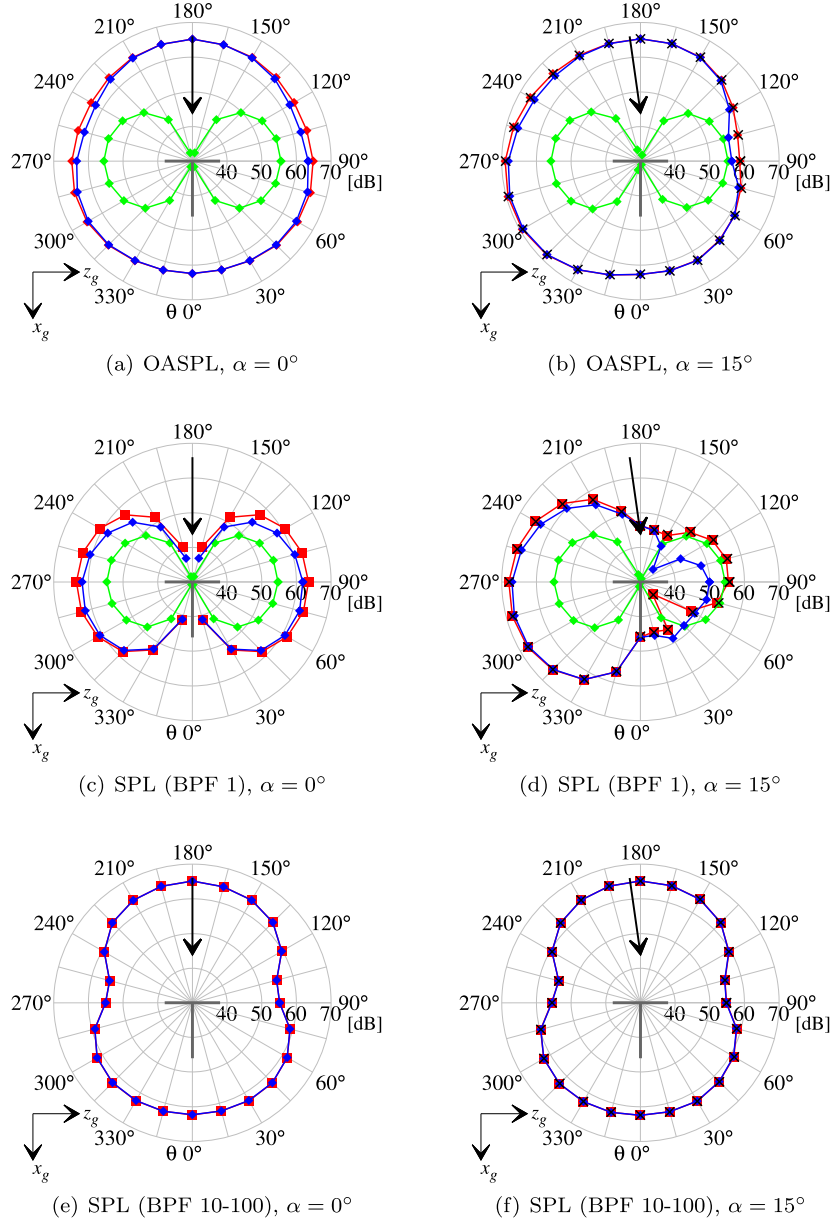 180°
210° 150°
240° 120°
270° 40 50 60 70 90°
[dB]
300° 60°
330° θ 0° 30°
z_g
x_g
(a) OASPL, α = 0°
180°
210° 150°
240° 120°
270° 40 50 60 70 90°
[dB]
300° 60°
330° θ 0° 30°
z_g
x_g
(b) OASPL, α = 15°
180°
210° 150°
240° 120°
270° 40 50 60 70 90°
[dB]
300° 60°
330° θ 0° 30°
z_g
x_g
(c) SPL (BPF 1), α = 0°
180°
210° 150°
240° 120°
270° 40 50 60 70 90°
[dB]
300° 60°
330° θ 0° 30°
z_g
x_g
(d) SPL (BPF 1), α = 15°
180°
210° 150°
240° 120°
270° 40 50 60 70 90°
[dB]
300° 60°
330° θ 0° 30°
z_g
x_g
(e) SPL (BPF 10-100), α = 0°
180°
210° 150°
240° 120°
270° 40 50 60 70 90°
[dB]
300° 60°
330° θ 0° 30°
z_g
x_g
(f) SPL (BPF 10-100), α = 15°